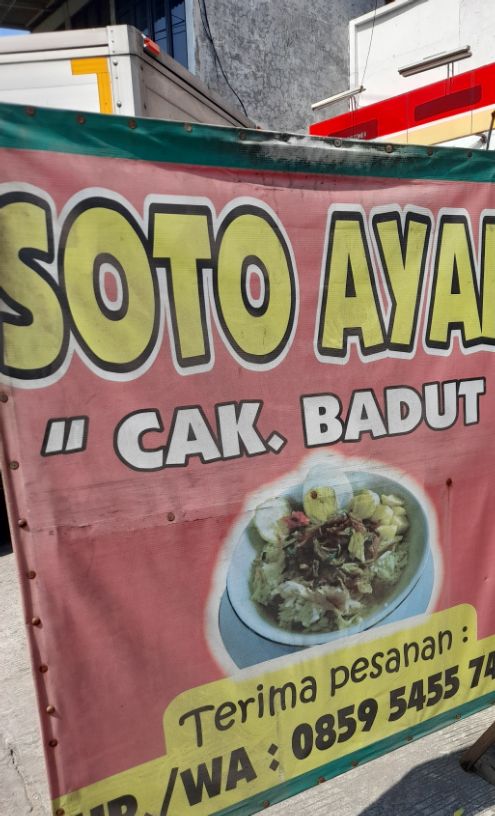 SOTO AYA
" CAK. BADUT
Terima pesanan :
/WA : 0859 5455 74